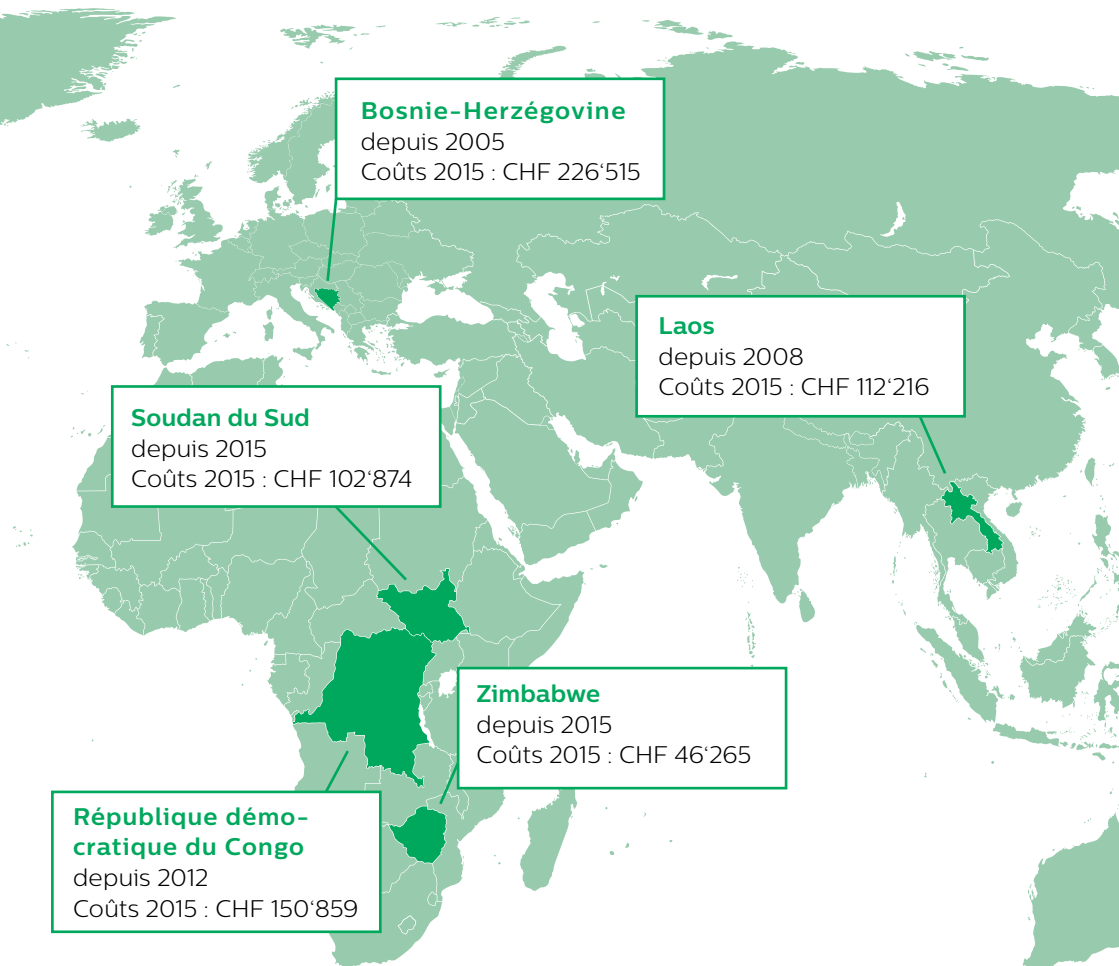 Bosnie-Herzégovine
depuis 2005
Coûts 2015 : CHF 226‘515
Laos
depuis 2008
Coûts 2015 : CHF 112‘216
Soudan du Sud
depuis 2015
Coûts 2015 : CHF 102‘874
Zimbabwe
depuis 2015
Coûts 2015 : CHF 46‘265
République démo-
cratique du Congo
depuis 2012
Coûts 2015 : CHF 150‘859